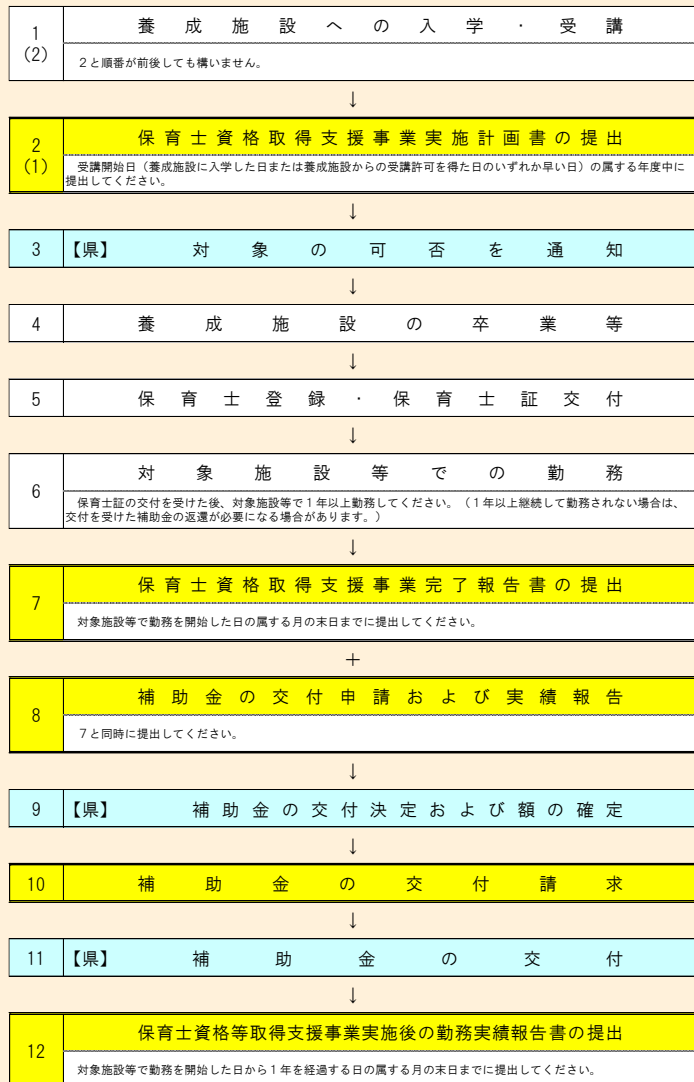 1
(2)
養成施設への入学・受講
2と順番が前後しても構いません。
↓
2
(1)
保育士資格取得支援事業実施計画書の提出
受講開始日(養成施設に入学した日または養成施設からの受講許可を得た日のいずれか早い日)の属する年度中に
提出してください。
↓
3 【県】 対象の可否を通知
↓
4 養成施設の卒業等
↓
5 保育士登録・保育士証交付
↓
6
対象施設等での勤務
保育士証の交付を受けた後、対象施設等で1年以上勤務してください。(1年以上継続して勤務されない場合は、
交付を受けた補助金の返還が必要になる場合があります。)
↓
7
保育士資格取得支援事業完了報告書の提出
対象施設等で勤務を開始した日の属する月の末日までに提出してください。
+
8
補助金の交付申請および実績報告
7と同時に提出してください。
↓
9 【県】 補助金の交付決定および額の確定
↓
10 補助金の交付請求
↓
11 【県】 補助金の交付
↓
12
保育士資格等取得支援事業実施後の勤務実績報告書の提出
対象施設等で勤務を開始した日から1年を経過する日の属する月の末日までに提出してください。